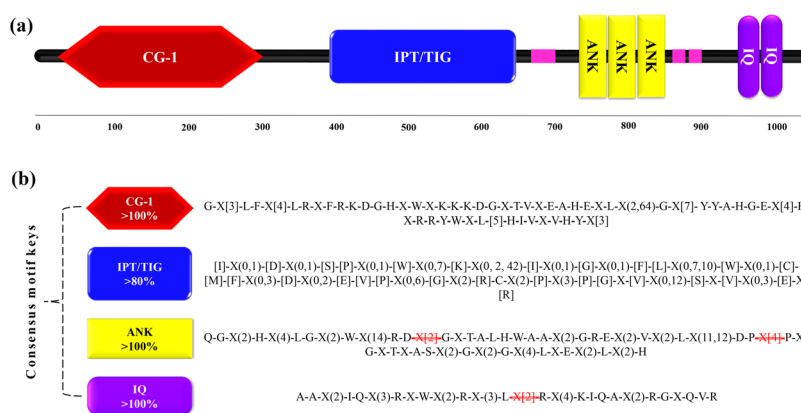 (a)
CG-1
IPT/TIG
ANK
ANK
ANK
IQ
IQ
0 100 200 300 400 500 600 700 800 900 1000
(b)
Consensus motif keys
CG-1
>100%
G-X[3]-L-F-X[4]-L-R-X-F-R-K-D-G-H-X-W-X-K-K-K-D-G-X-T-V-X-E-A-H-E-X-L-X(2,64)-G-X[7]- Y-Y-A-H-G-E-X[4]-F
X-R-R-Y-W-X-L-[5]-H-I-V-X-V-H-Y-X[3]
IPT/TIG
>80%
[I]-X(0,1)-[D]-X(0,1)-[S]-[P]-X(0,1)-[W]-X(0,7)-[K]-X(0, 2, 42)-[I]-X(0,1)-[G]-X(0,1)-[F]-[L]-X(0,7,10)-[W]-X(0,1)-[C]-
[M]-[F]-X(0,3)-[D]-X(0,2)-[E]-[V]-[P]-X(0,6)-[G]-X(2)-[R]-C-X(2)-[P]-X(3)-P]-[G]-X-[V]-X(0,12)-[S]-X-[V]-X(0,3)-[E]-X
[R]
ANK
>100%
Q-G-X(2)-H-X(4)-L-G-X(2)-W-X(14)-R-D-X[2]-G-X-T-A-L-H-W-A-A-X(2)-G-R-E-X(2)-V-X(2)-L-X(11,12)-D-P-X[4]-P-X
G-X-T-X-A-S-X(2)-G-X(2)-G-X(4)-L-X-E-X(2)-L-X(2)-H
IQ
>100%
A-A-X(2)-I-Q-X(3)-R-X-W-X(2)-R-X-(3)-L-X[2]-R-X(4)-K-I-Q-A-X(2)-R-G-X-Q-V-R